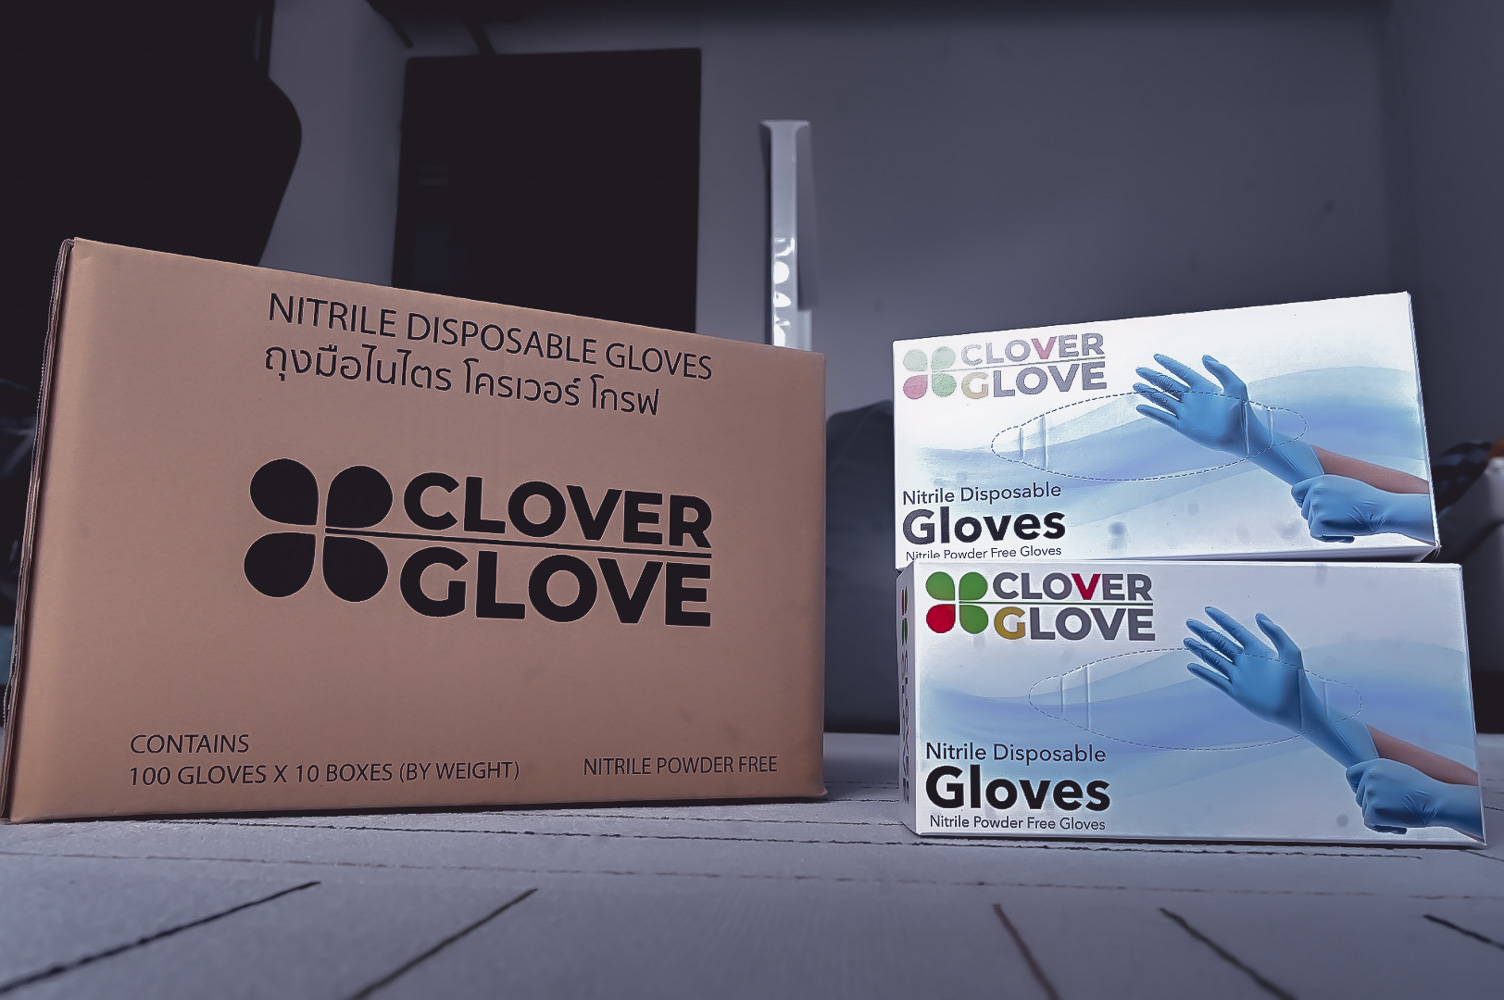 NITRILE DISPOSABLE GLOVES
ถุงมือไนไตร โครเวอร์ โกรฟ
CLOVER
GLOVE
CONTAINS
100 GLOVES X 10 BOXES (BY WEIGHT)
NITRILE POWDER FREE
CLOVER
GLOVE
Nitrile Disposable
Gloves
Nitrile Powder Free Gloves
CLOVER
GLOVE
Nitrile Disposable
Gloves
Nitrile Powder Free Gloves